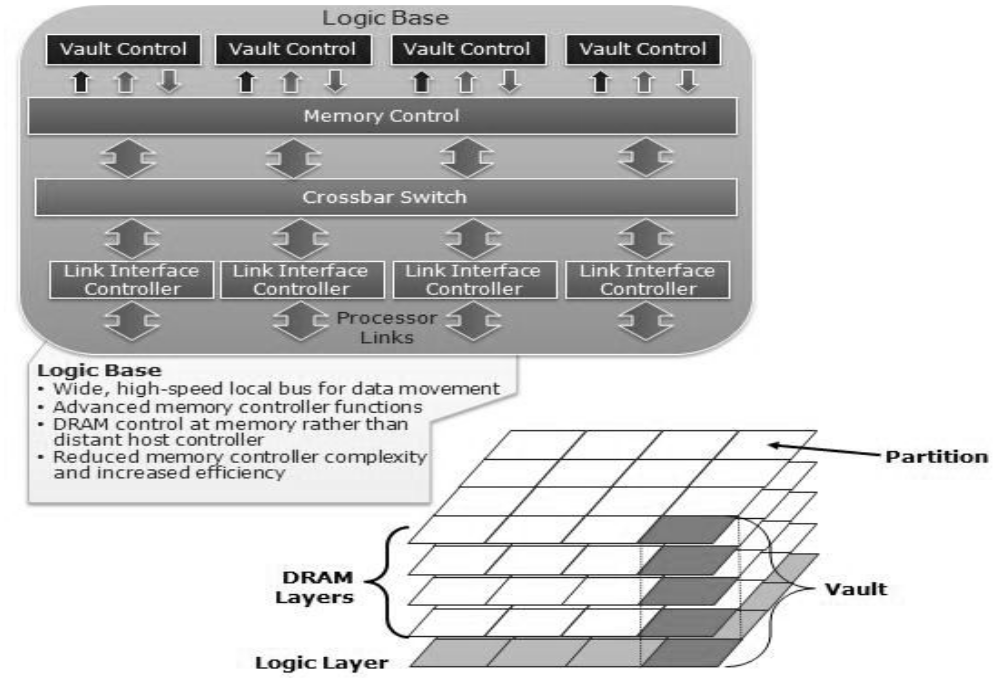 Logic Base
Vault Control
Vault Control
Vault Control
Vault Control
Memory Control
Crossbar Switch
Link Interface
Controller
Link Interface
Controller
Link Interface
Controller
Link Interface
Controller
Processor
Links
Logic Base
• Wide, high-speed local bus for data movement
• Advanced memory controller functions
• DRAM control at memory rather than
distant host controller
• Reduced memory controller complexity
and increased efficiency
Partition
DRAM
Layers
Vault
Logic Layer